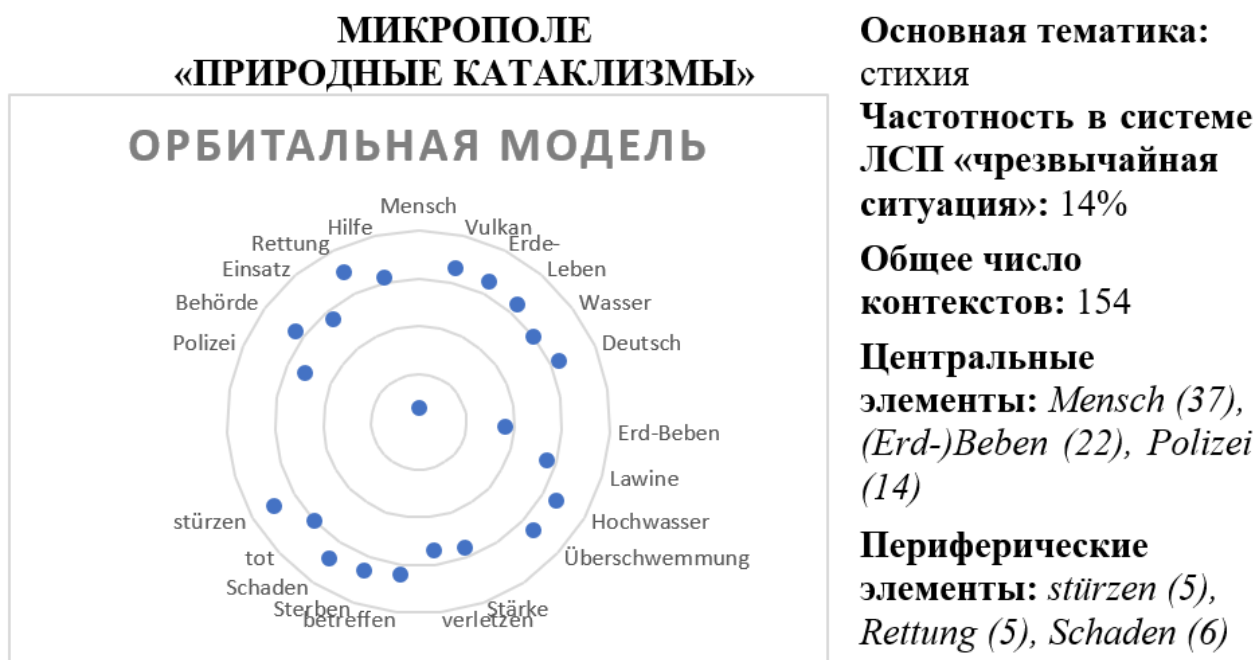 МИКРОПОЛЕ
«ПРИРОДНЫЕ КАТАКЛИЗМЫ»
ОРБИТАЛЬНАЯ МОДЕЛЬ
Mensch
Vulkan
Erde-
Leben
Wasser
Deutsch
Erd-Beben
Lawine
Hochwasser
Überschwemmung
Stärke
verletzen
betreffen
Sterben
Schaden
tot
stürzen
Polizei
Behörde
Einsatz
Rettung
Hilfe
Основная тематика:
стихия
Частотность в системе
ЛСП «чрезвычайная
ситуация»: 14%
Общее число
контекстов: 154
Центральные
элементы: Mensch (37),
(Erd-)Beben (22), Polizei
(14)
Периферические
элементы: stürzen (5),
Rettung (5), Schaden (6)